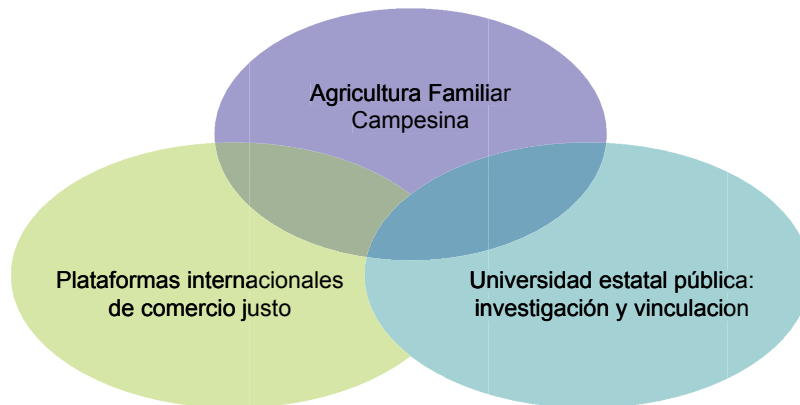 Agricultura Familiar
Campesina
Plataformas internacionales
de comercio justo
Universidad estatal pública:
investigación y vinculacion